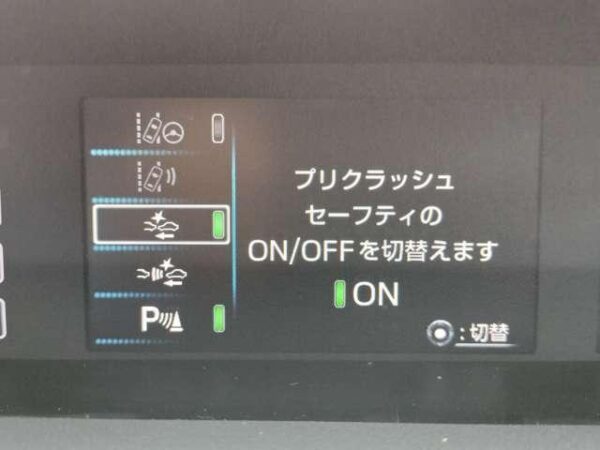 プリクラッシュ
セーフティの
ON/OFFを切替えます
ON
P
:切替